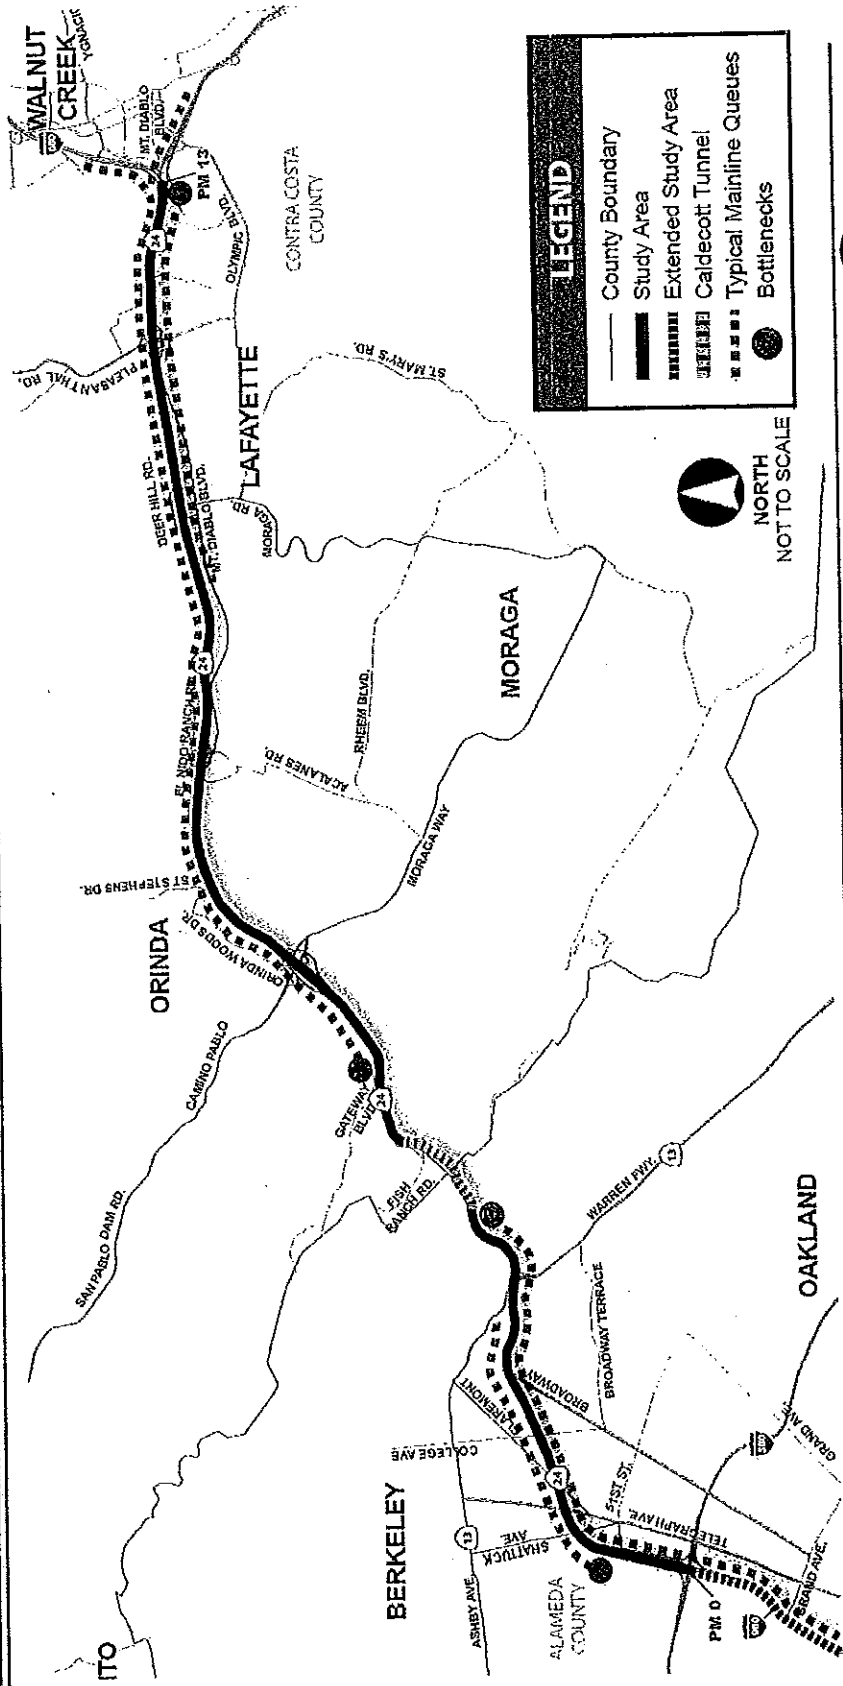 WALNUT
CREEK
680
MT. DIABLO
BLVD.
PM 13
24
OLYMPIC BLVD.
CONTRA COSTA
COUNTY
PLEASANT HILL RD.
DEER HILL RD.
MT. DIABLO BLVD.
LAFAYETTE
MORAGA RD.
ST. MARY'S RD.
24
EL NIDO RANCH RD.
ACALANES RD.
RHEEM BLVD.
MORAGA
MORAGA WAY
ST STEPHENS DR.
ORINDA
ORINDA WOODS DR.
CAMINO PABLO
SAN PABLO DAM RD.
GATEWAY
BLVD.
24
FISH
RANCH RD.
WARREN FWY.
13
OAKLAND
BROADWAY TERRACE
BROADWAY
CLAREMONT
COLLEGE AVE
BERKELEY
13
ASHBY AVE.
SHATTUCK
AVE.
24
51ST ST.
TELEGRAPH AVE.
GRAND AVE.
GRAND AVE.
ALAMEDA
COUNTY
PM 0
580
LEGEND
County Boundary
Study Area
Extended Study Area
Caldecott Tunnel
Typical Mainline Queues
Bottlenecks
NORTH
NOT TO SCALE